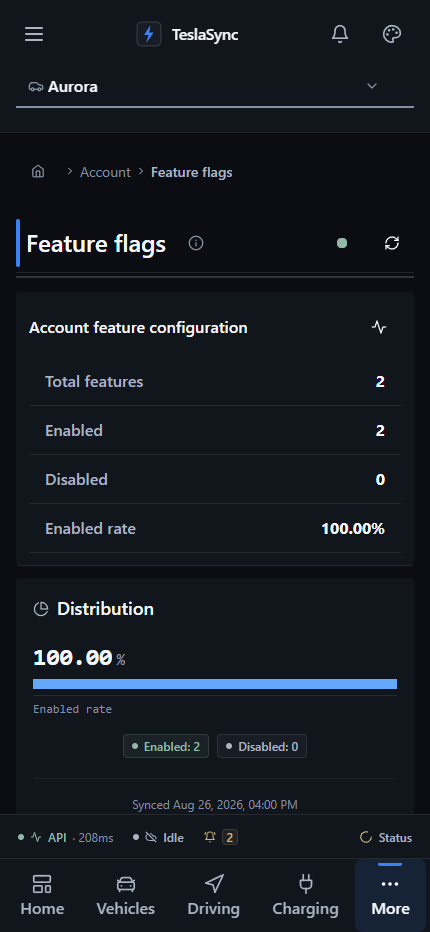 TeslaSync
Aurora
Account
Feature flags
Feature flags
Account feature configuration
Total features 2
Enabled 2
Disabled 0
Enabled rate 100.00%
Distribution
100.00 %
Enabled rate
Enabled: 2 Disabled: 0
Synced Aug 26, 2026, 04:00 PM
API · 208ms Idle 2 Status
Home Vehicles Driving Charging More